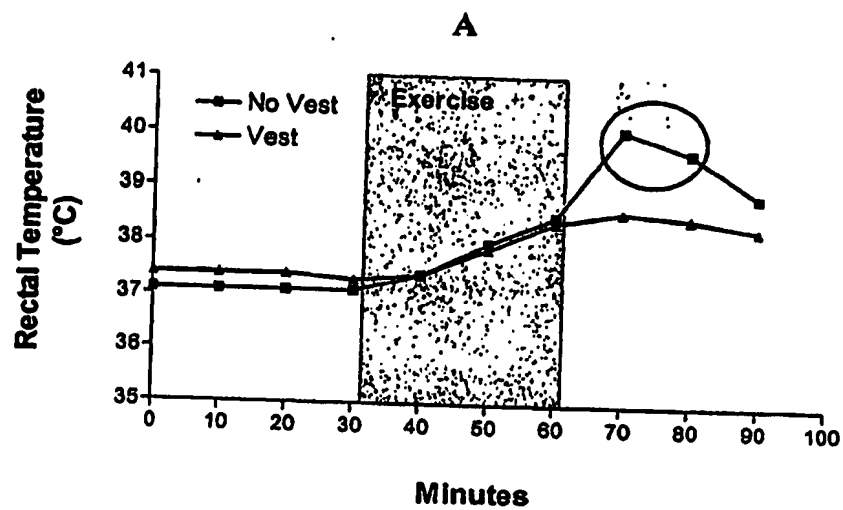 A
Rectal Temperature
(°C)
41
40
39
38
37
36
35
No Vest
Vest
Exercise
0 10 20 30 40 50 60 70 80 90 100
Minutes